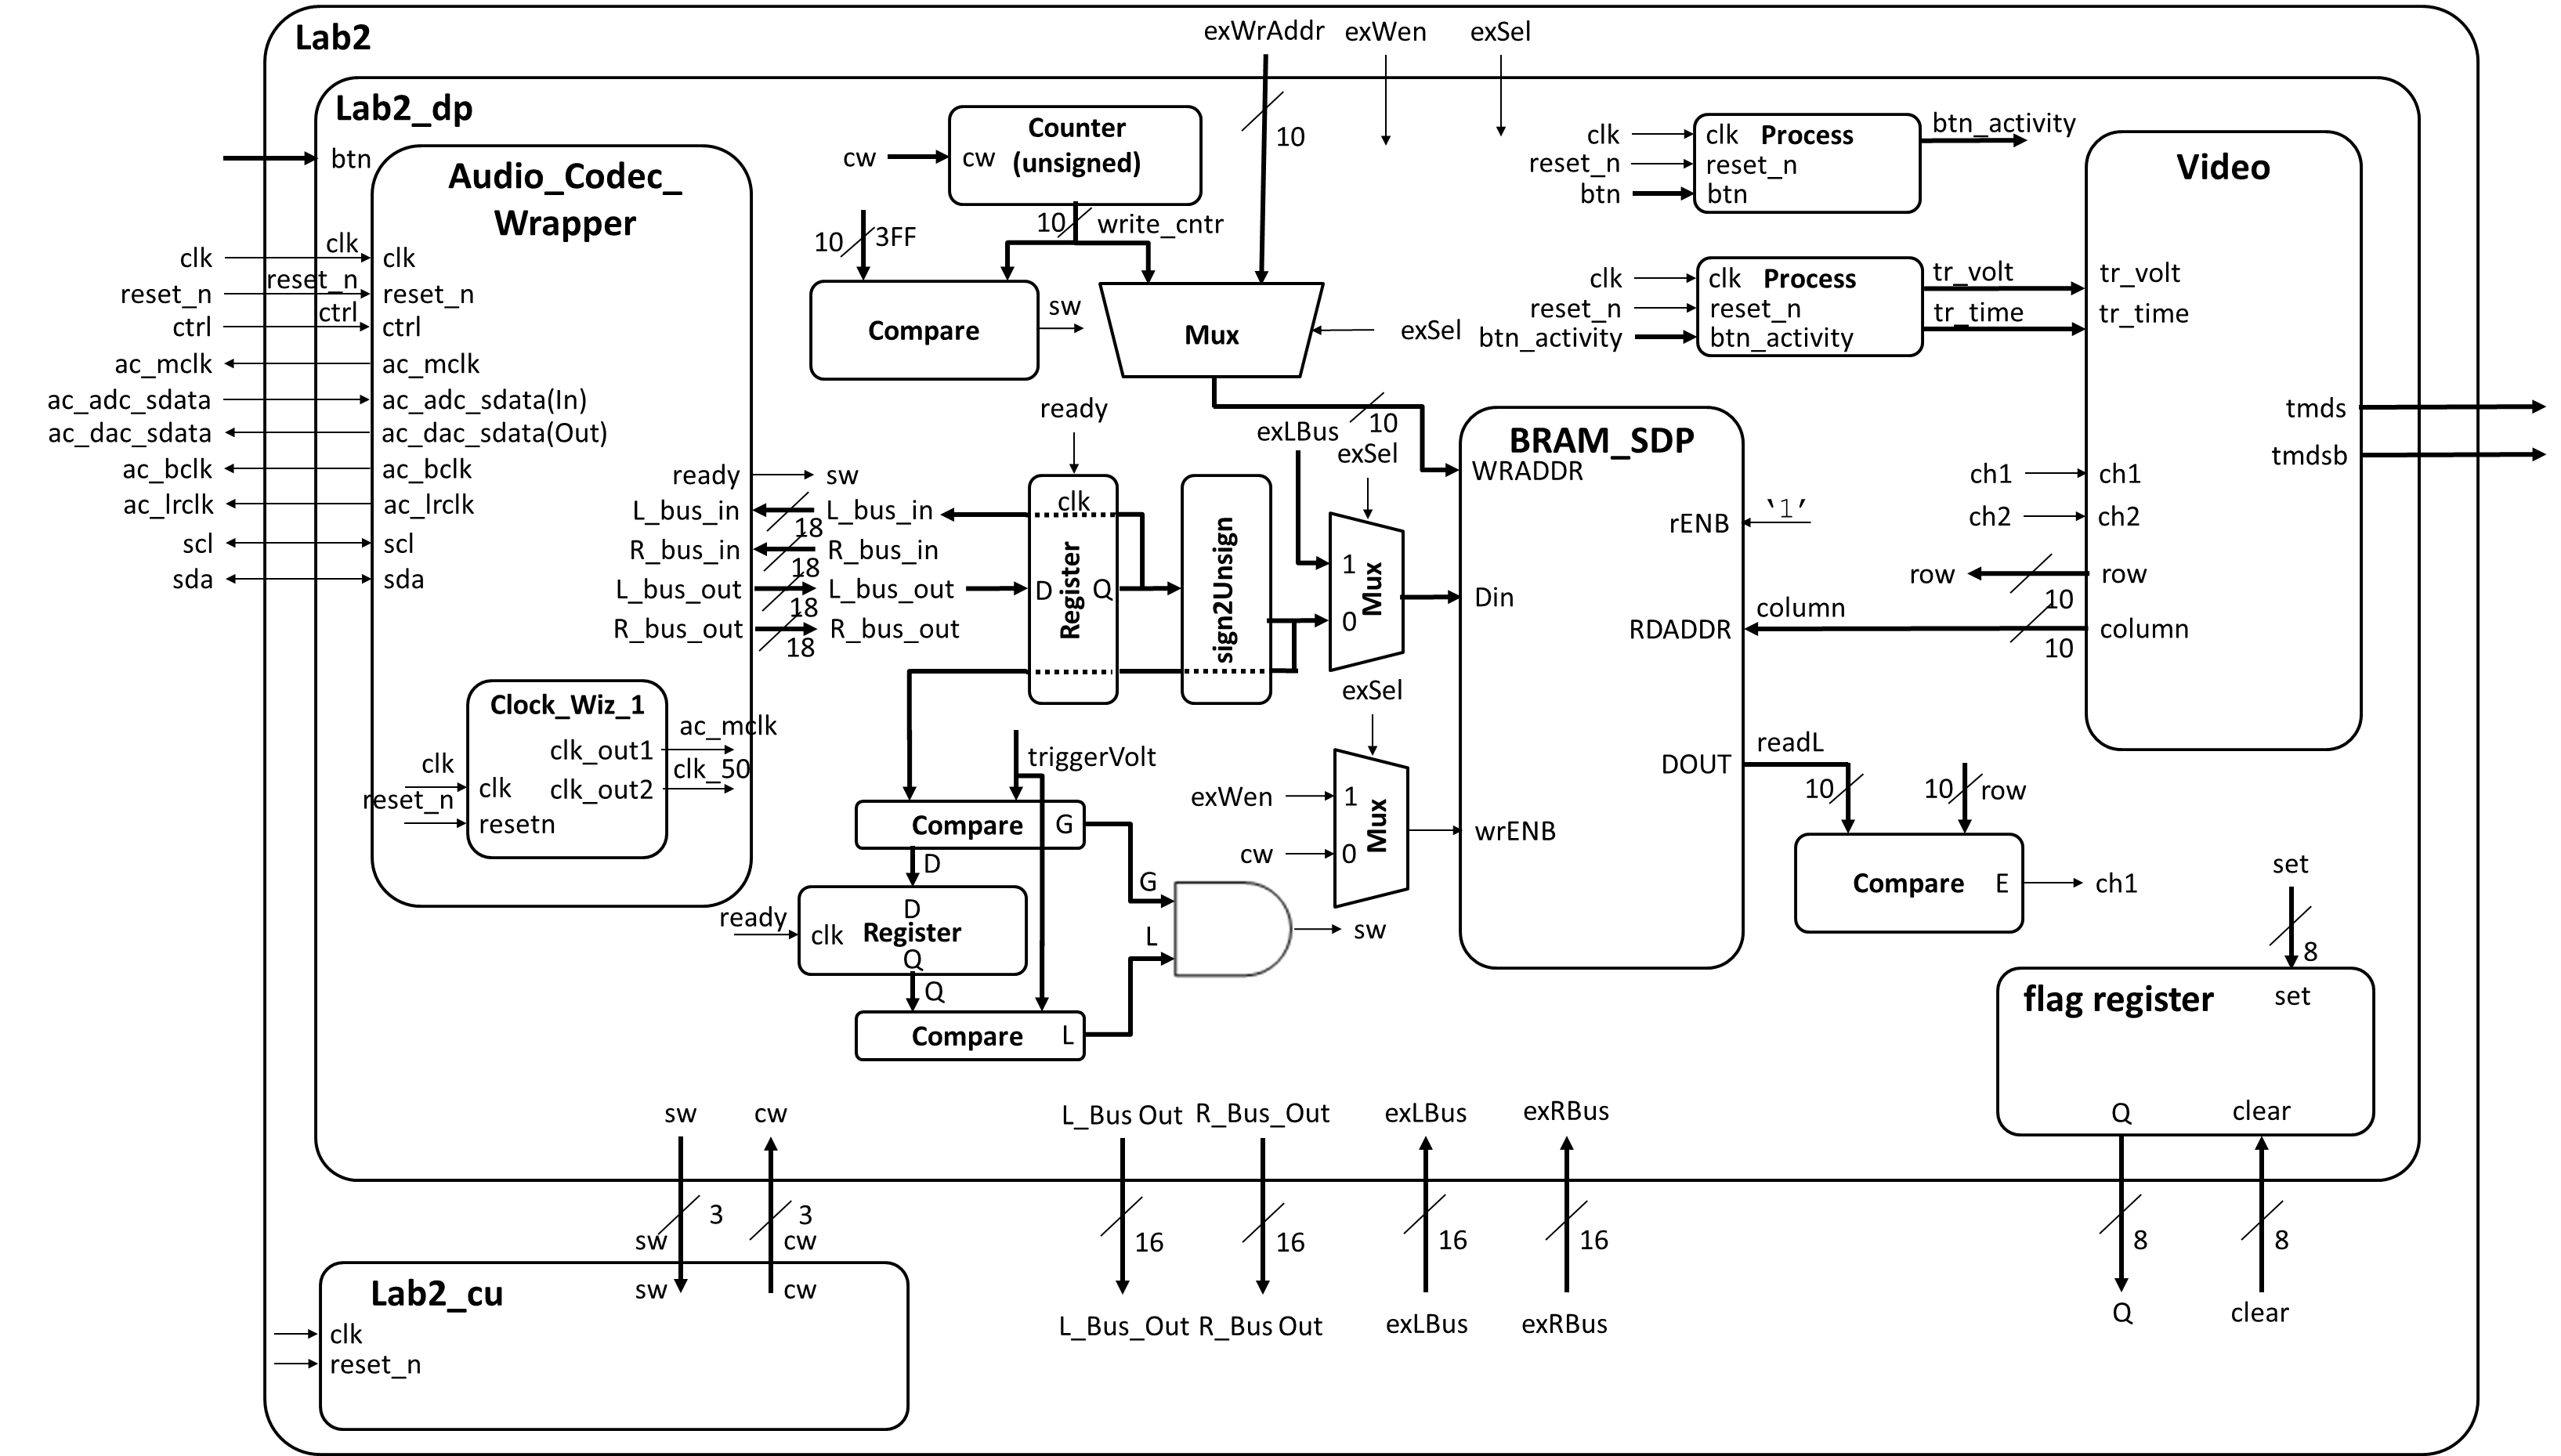 Lab2
exWrAddr
exWen
exSel
Lab2_dp
10
btn
Audio_Codec_
Wrapper
clk
clk
clk
reset_n
reset_n
reset_n
ctrl
ctrl
ctrl
ac_mclk
ac_mclk
ac_adc_sdata
ac_adc_sdata(In)
ac_dac_sdata
ac_dac_sdata(Out)
ac_bclk
ac_bclk
ac_lrclk
ac_lrclk
scl
scl
sda
sda
ready
sw
L_bus_in
18
L_bus_in
R_bus_in
18
R_bus_in
L_bus_out
18
L_bus_out
R_bus_out
18
R_bus_out
Clock_Wiz_1
clk_out1
ac_mclk
clk_50
clk
clk
clk_out2
reset_n
resetn
cw
cw
Counter
(unsigned)
10
write_cntr
10
3FF
Compare
sw
Mux
exSel
10
ready
clk
D
Q
Register
sign2Unsign
exLBus
exSel
1
0
Mux
exSel
exWen
1
cw
0
Mux
triggerVolt
Compare
G
D
ready
D
clk
Register
Q
Q
Compare
L
G
L
sw
BRAM_SDP
WRADDR
rENB
‘1’
Din
RDADDR
column
DOUT
readL
wrENB
clk
clk
Process
reset_n
reset_n
btn
btn
btn_activity
clk
clk
Process
reset_n
reset_n
btn_activity
btn_activity
tr_volt
tr_time
Video
tr_volt
tr_time
tmds
tmdsb
ch1
ch1
ch2
ch2
row
10
row
10
column
10
10
row
Compare
E
ch1
set
8
flag register
set
Q
clear
8
8
Q
clear
sw
cw
3
3
sw
cw
sw
cw
Lab2_cu
clk
reset_n
L_Bus Out
R_Bus_Out
exLBus
exRBus
16
16
16
16
L_Bus_Out
R_Bus Out
exLBus
exRBus